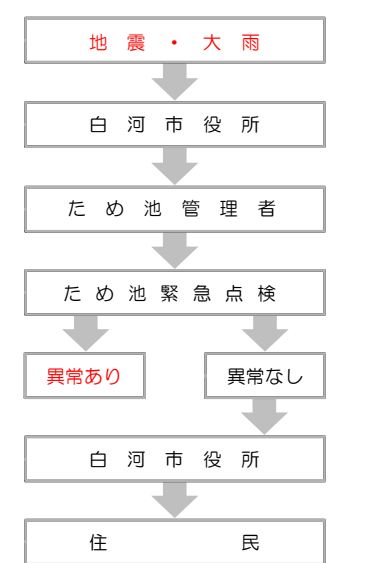 地震・大雨
白河市役所
ため池管理者
ため池緊急点検
異常あり
異常なし
白河市役所
住民